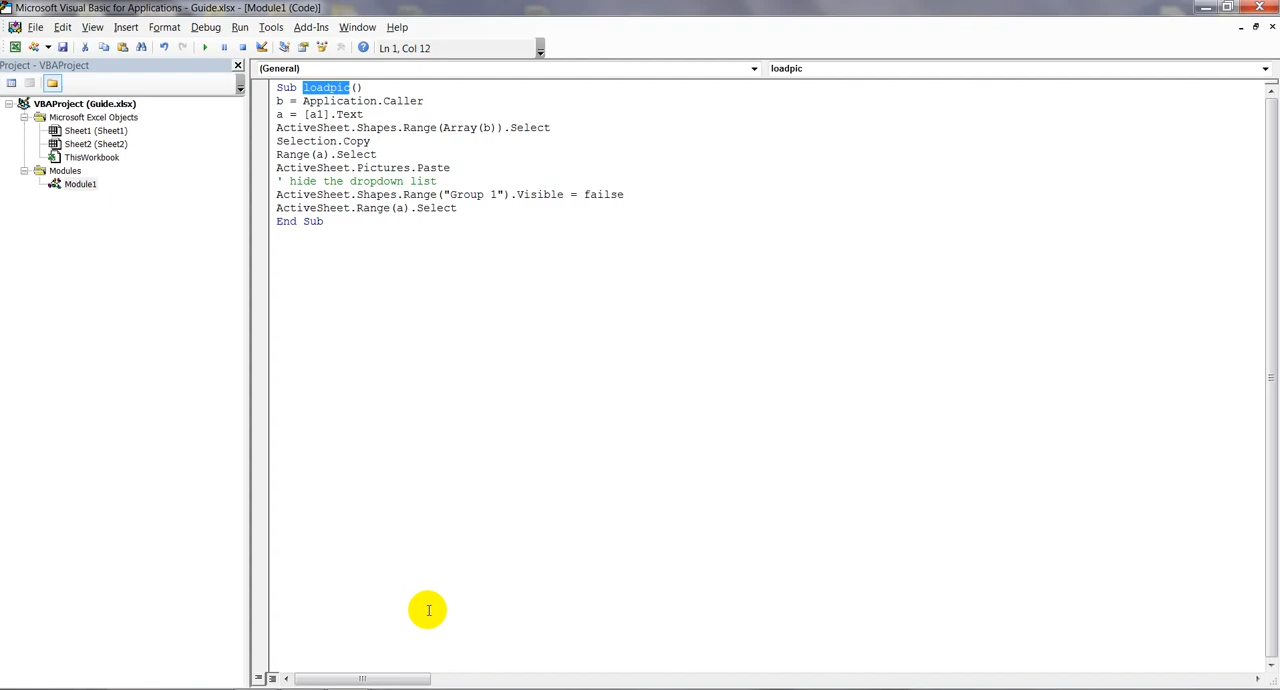 Microsoft Visual Basic for Applications - Guide.xlsx - [Module1 (Code)]
File Edit View Insert Format Debug Run Tools Add-Ins Window Help
Ln 1, Col 12
Project - VBAProject
(General) loadpic
VBAProject (Guide.xlsx)
Microsoft Excel Objects
Sheet1 (Sheet1)
Sheet2 (Sheet2)
ThisWorkbook
Modules
Module1
Sub loadpic()
b = Application.Caller
a = [a1].Text
ActiveSheet.Shapes.Range(Array(b)).Select
Selection.Copy
Range(a).Select
ActiveSheet.Pictures.Paste
' hide the dropdown list
ActiveSheet.Shapes.Range("Group 1").Visible = failse
ActiveSheet.Range(a).Select
End Sub